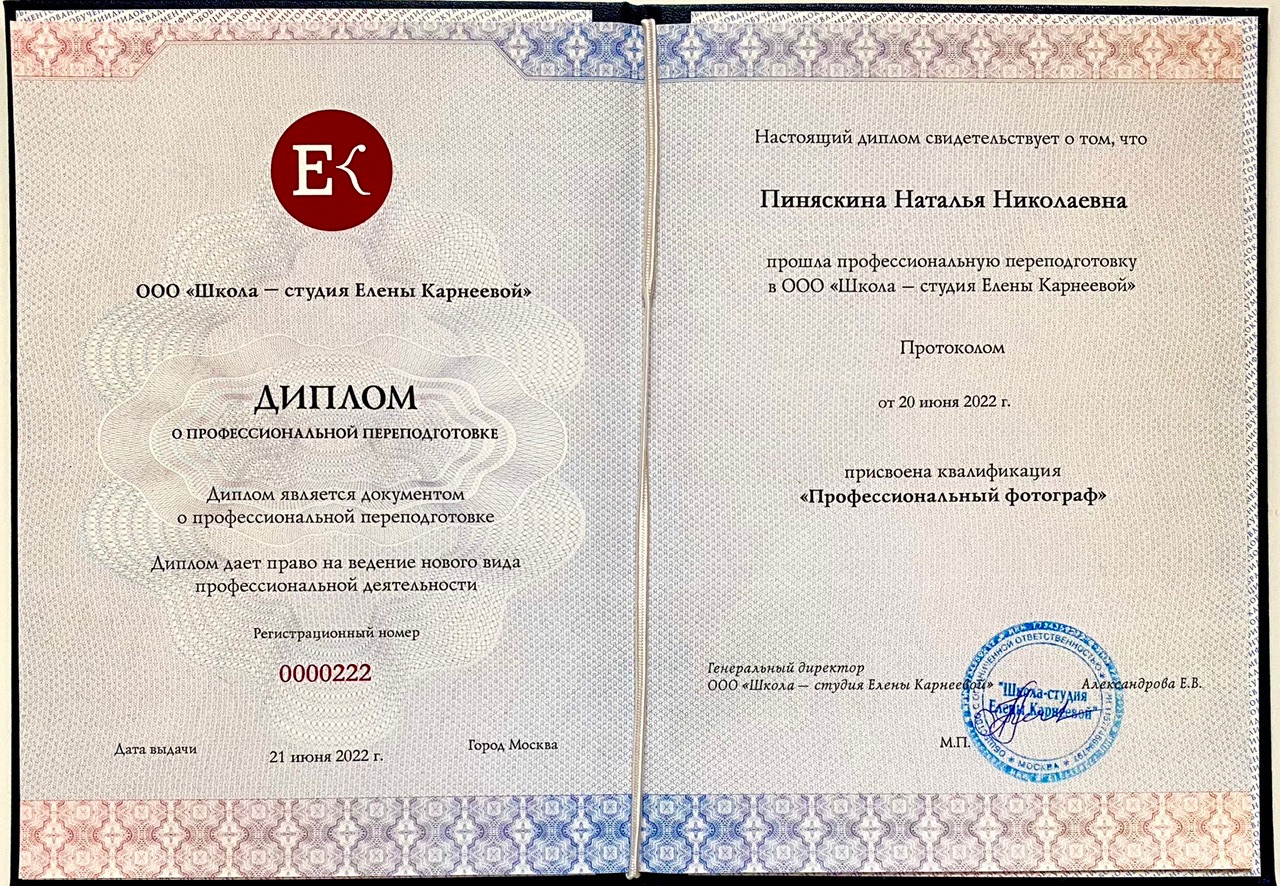 ЕК
ООО «Школа — студия Елены Карнеевой»
ДИПЛОМ
О ПРОФЕССИОНАЛЬНОЙ ПЕРЕПОДГОТОВКЕ
Диплом является документом
о профессиональной переподготовке
Диплом дает право на ведение нового вида
профессиональной деятельности
Регистрационный номер
0000222
Дата выдачи
21 июня 2022 г.
Город Москва
Настоящий диплом свидетельствует о том, что
Пиняскина Наталья Николаевна
прошла профессиональную переподготовку
в ООО «Школа — студия Елены Карнеевой»
Протоколом
от 20 июня 2022 г.
присвоена квалификация
«Профессиональный фотограф»
Генеральный директор
ООО «Школа — студия Елены Карнеевой»
Александрова Е.В.
М.П.
"Школа-студия
Елены Карнеевой"
МОСКВА